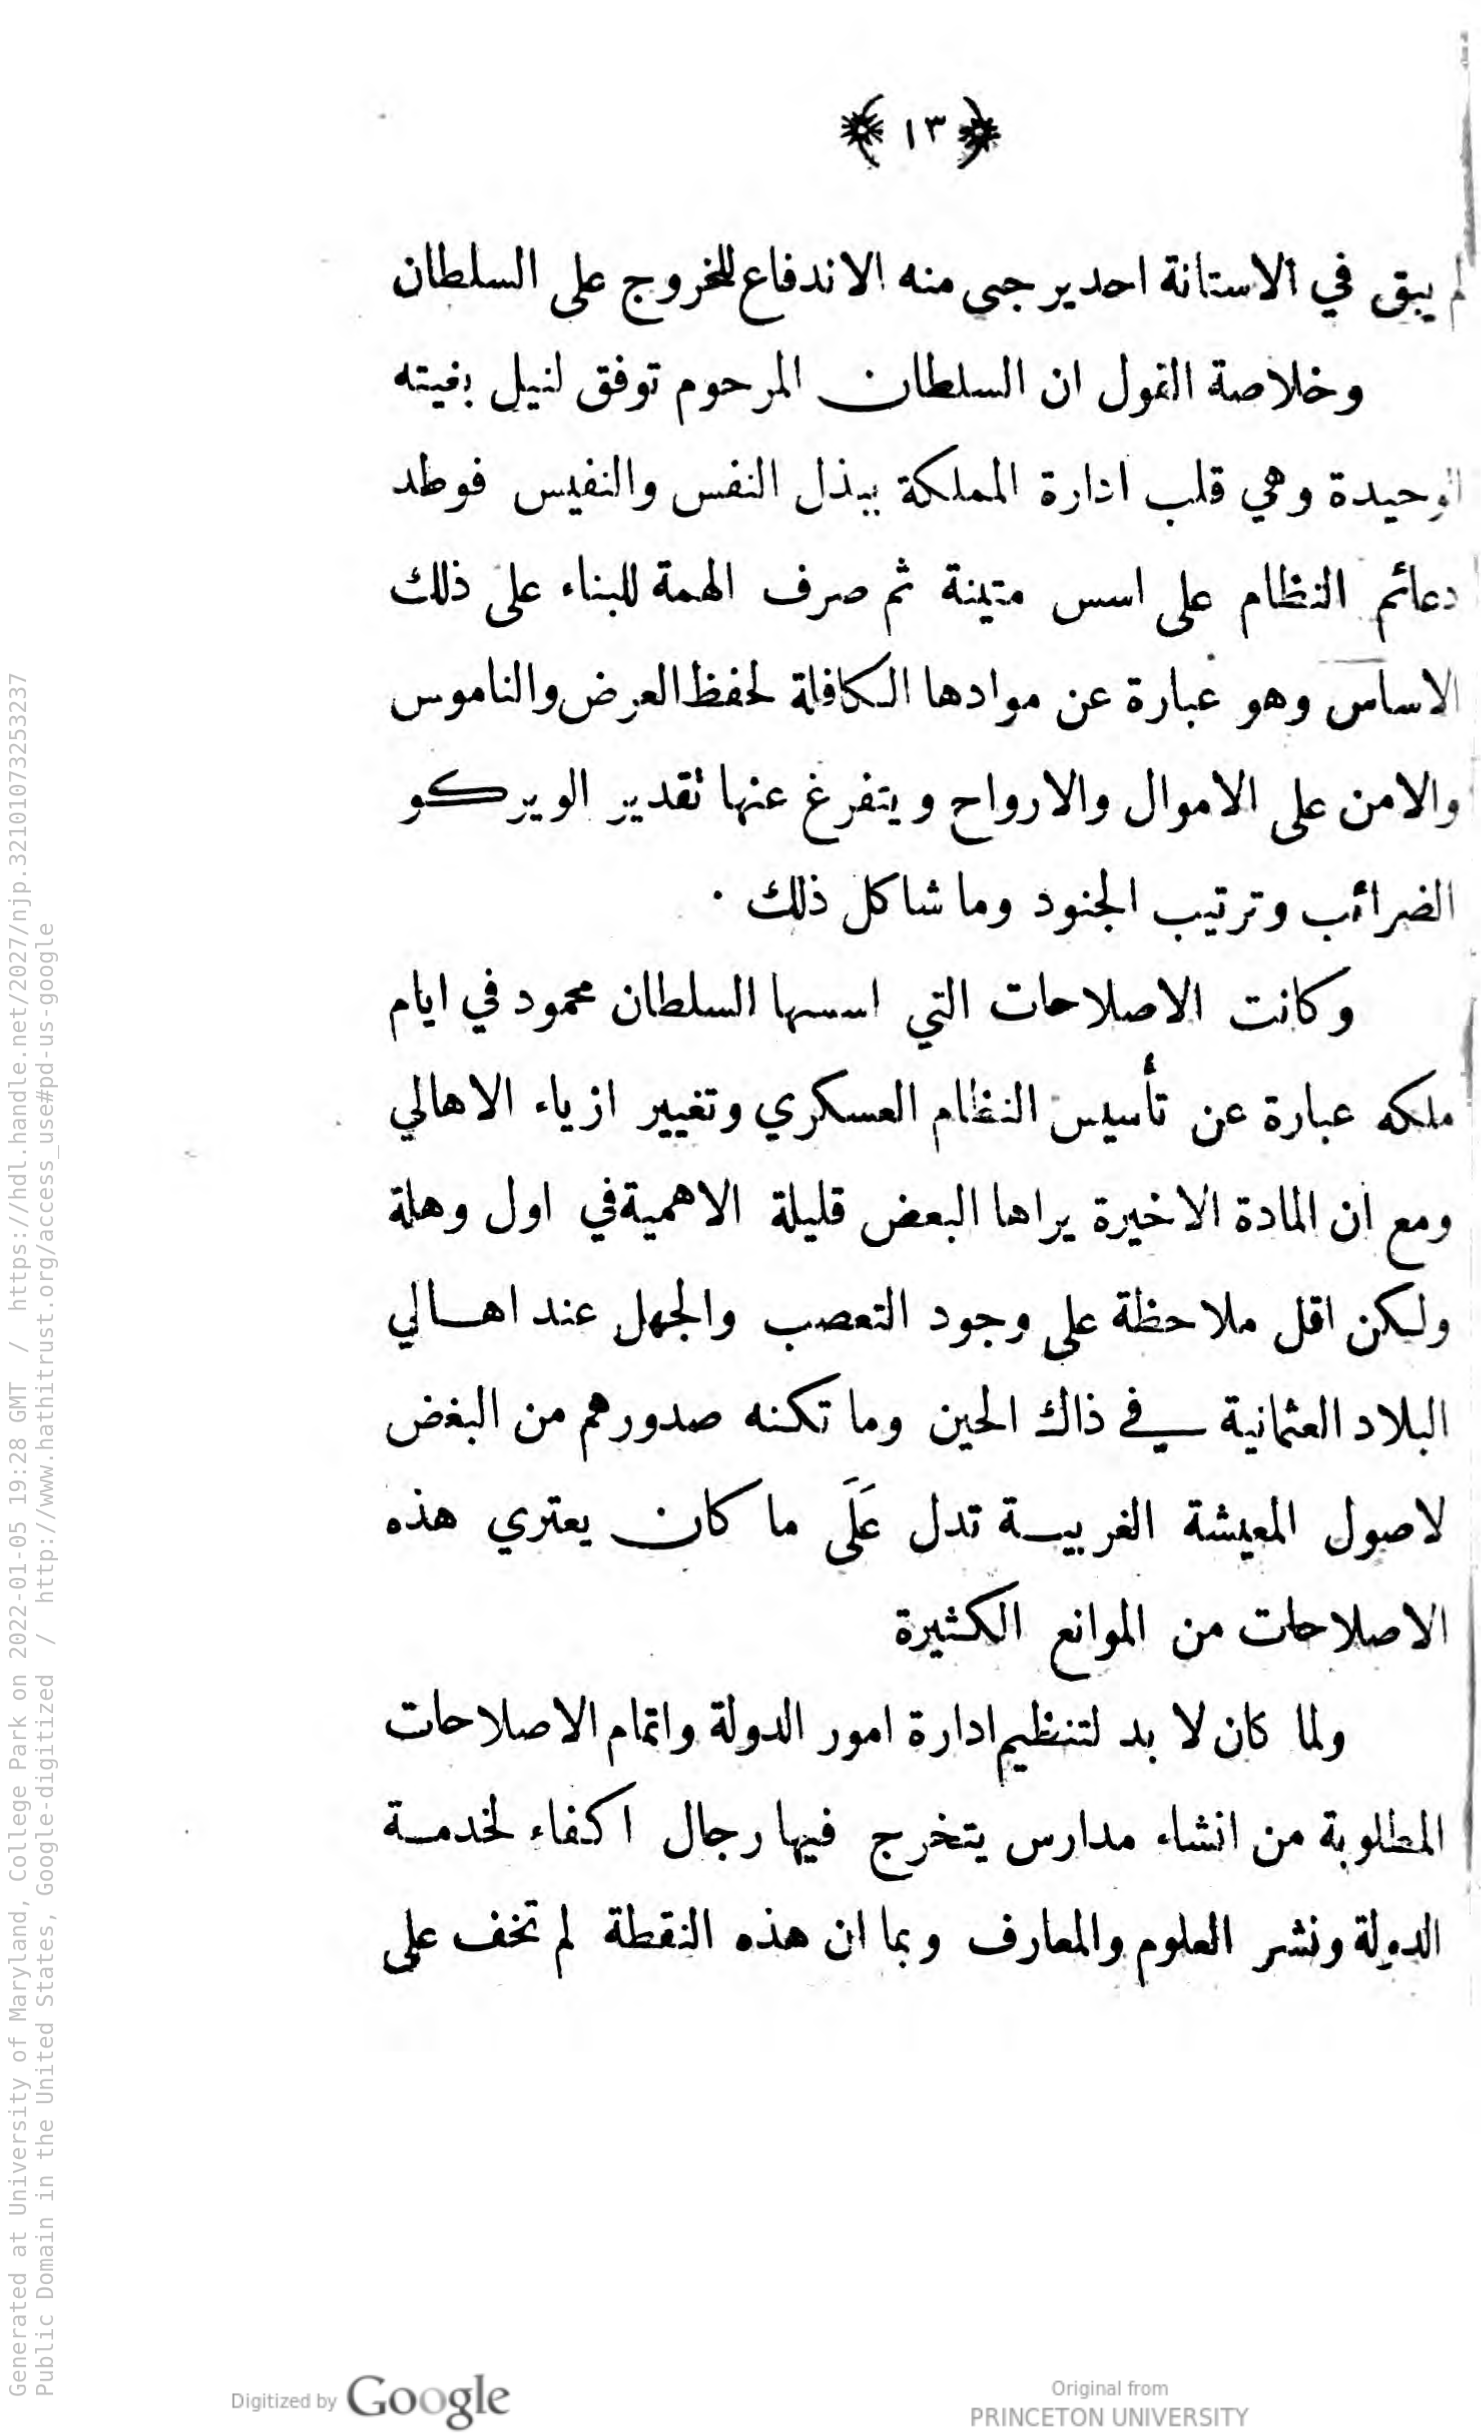 ﴿ ١٣ ﴾
لم يبق في الاستانة احد يرجى منه الاندفاع للخروج على السلطان
وخلاصة القول ان السلطان المرحوم توفق لنيل بغيته
الوحيدة وهي قلب ادارة المملكة ببذل النفس والنفيس فوطد
دعائم النظام على اسس متينة ثم صرف الهمة للبناء على ذلك
الاساس وهو عبارة عن موادها الكافلة لحفظ العرض والناموس
والامن على الاموال والارواح ويتفرغ عنها تقدير الويركو
الضرائب وترتيب الجنود وما شاكل ذلك ٠
وكانت الاصلاحات التي اسسها السلطان محمود في ايام
ملكه عبارة عن تأسيس النظام العسكري وتغيير ازياء الاهالي
ومع ان المادة الاخيرة يراها البعض قليلة الاهمية في اول وهلة
ولكن اقل ملاحظة على وجود التعصب والجهل عند اهالي
البلاد العثمانية في ذاك الحين وما تكنه صدورهم من البغض
لاصول المعيشة الغربية تدل عَلَى ما كان يعتري هذه
الاصلاحات من الموانع الكثيرة
ولما كان لا بد لتنظيم ادارة امور الدولة واتمام الاصلاحات
المطلوبة من انشاء مدارس يتخرج فيها رجال اكفاء لخدمة
الدولة ونشر العلوم والمعارف وبما ان هذه النقطة لم تخف على
Generated at University of Maryland, College Park on 2022-01-05 19:28 GMT / https://hdl.handle.net/2027/njp.32101073253237
Public Domain in the United States, Google-digitized / http://www.hathitrust.org/access_use#pd-us-google
Digitized by Google
Original from
PRINCETON UNIVERSITY